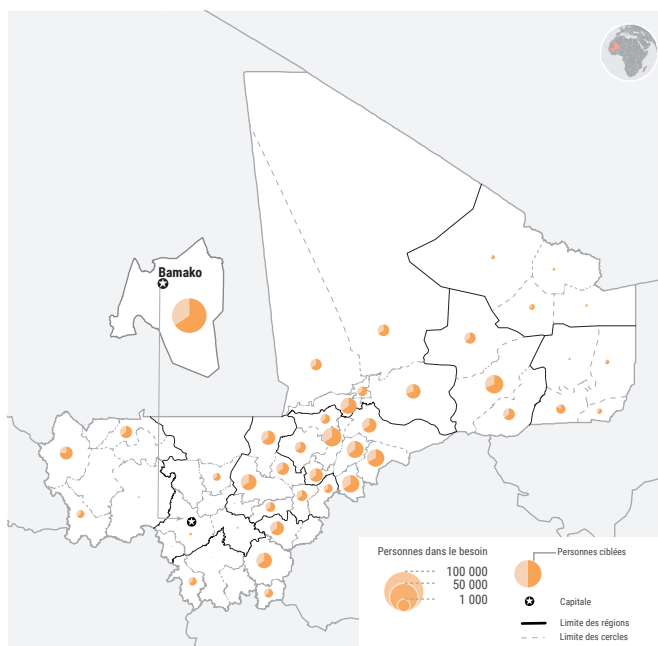 Bamako
Personnes dans le besoin
100 000
50 000
1 000
Personnes ciblées
Capitale
Limite des régions
Limite des cercles